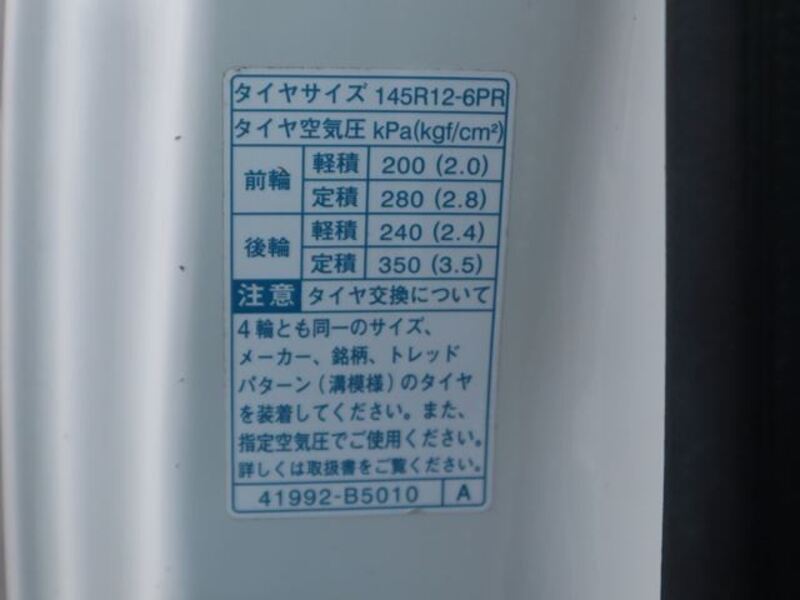 タイヤサイズ 145R12-6PR
タイヤ空気圧 kPa(kgf/cm²)
前輪 軽積 200 (2.0)
定積 280 (2.8)
後輪 軽積 240 (2.4)
定積 350 (3.5)
注意 タイヤ交換について
4輪とも同一のサイズ、
メーカー、銘柄、トレッド
パターン(溝模様)のタイヤ
を装着してください。また、
指定空気圧でご使用ください。
詳しくは取扱書をご覧ください。
41992-B5010 A